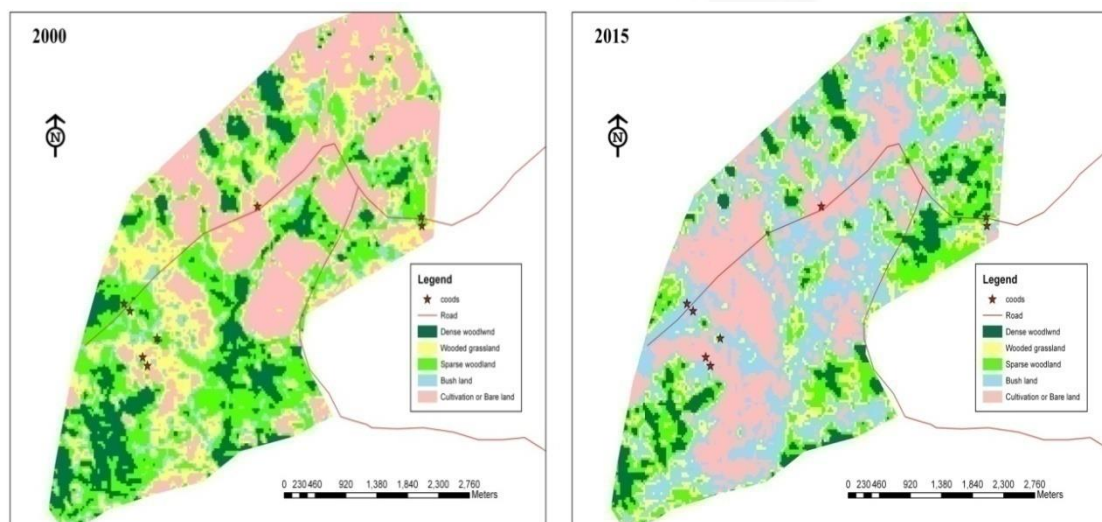 2000
N
Legend
coods
Road
Dense woodlwnd
Wooded grassland
Sparse woodland
Bush land
Cultivation or Bare land
0 230 460 920 1,380 1,840 2,300 2,760
Meters
2015
N
Legend
coods
Road
Dense woodland
Wooded grassland
Sparse woodland
Bush land
Cultivation or Bare land
0 230 460 920 1,380 1,840 2,300 2,760
Meters